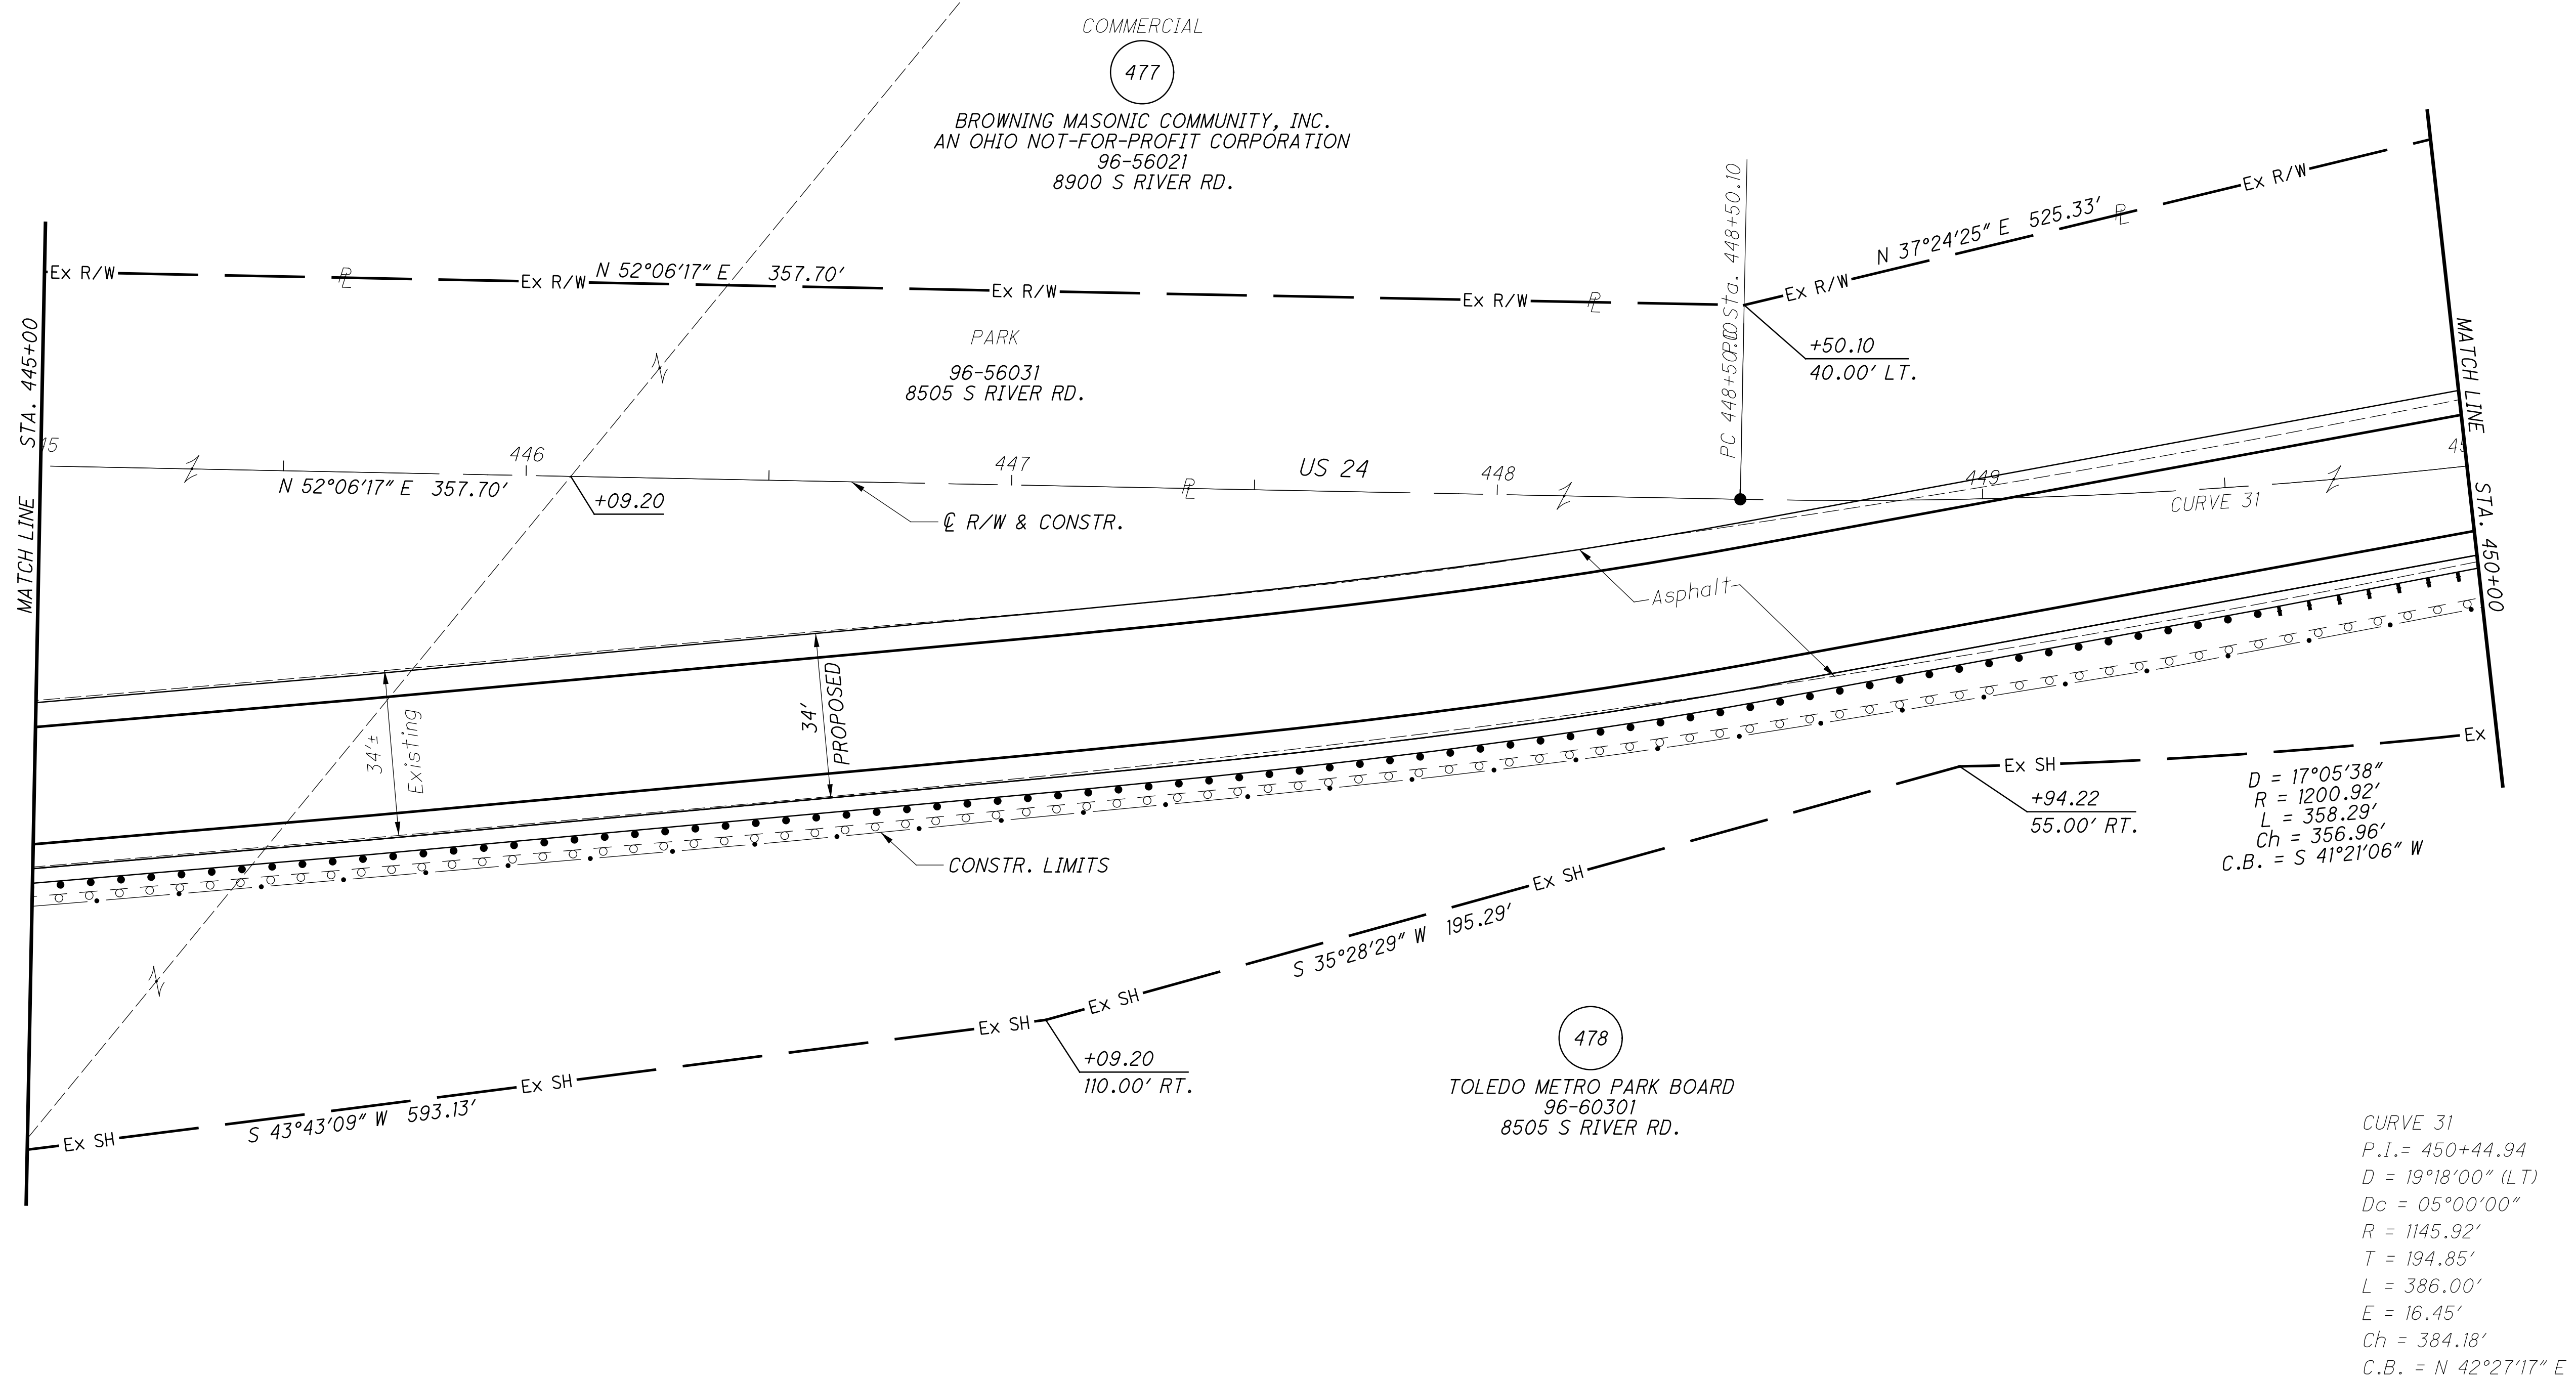 COMMERCIAL
477
BROWNING MASONIC COMMUNITY, INC.
AN OHIO NOT-FOR-PROFIT CORPORATION
96-56021
8900 S RIVER RD.
MATCH LINE STA. 445+00
Ex R/W
℄
Ex R/W
N 52°06'17" E 357.70'
Ex R/W
Ex R/W
PARK
96-56031
8505 S RIVER RD.
Sta. 448+50.10
PC 448+50.10
Ex R/W
N 37°24'25" E 525.33'
Ex R/W
+50.10
40.00' LT.
MATCH LINE STA. 450+00
446
447
448
449
US 24
N 52°06'17" E 357.70'
+09.20
℄ R/W & CONSTR.
CURVE 31
Asphalt
34'±
Existing
34'
PROPOSED
CONSTR. LIMITS
Ex SH
S 43°43'09" W 593.13'
Ex SH
Ex SH
Ex SH
+09.20
110.00' RT.
S 35°28'29" W 195.29'
Ex SH
Ex SH
Ex
+94.22
55.00' RT.
D = 17°05'38"
R = 1200.92'
L = 358.29'
Ch = 356.96'
C.B. = S 41°21'06" W
478
TOLEDO METRO PARK BOARD
96-60301
8505 S RIVER RD.
CURVE 31
P.I.= 450+44.94
D = 19°18'00" (LT)
Dc = 05°00'00"
R = 1145.92'
T = 194.85'
L = 386.00'
E = 16.45'
Ch = 384.18'
C.B. = N 42°27'17" E